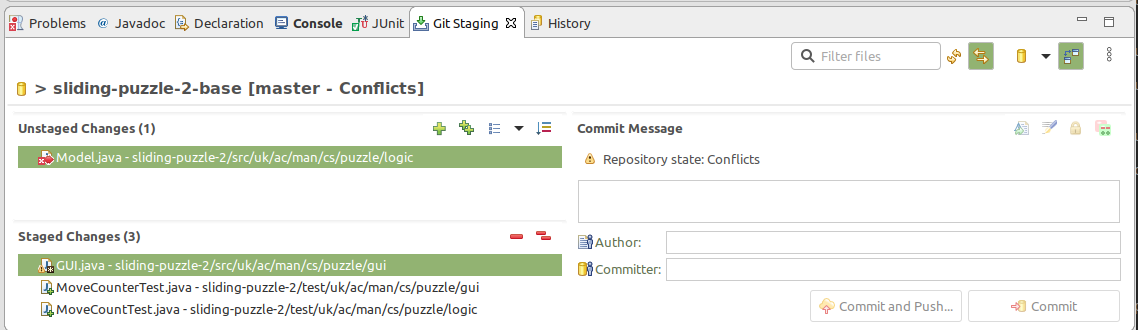 Problems @ Javadoc Declaration Console JUnit Git Staging History
Filter files
> sliding-puzzle-2-base [master - Conflicts]
Unstaged Changes (1)
Model.java - sliding-puzzle-2/src/uk/ac/man/cs/puzzle/logic
Staged Changes (3)
GUI.java - sliding-puzzle-2/src/uk/ac/man/cs/puzzle/gui
MoveCounterTest.java - sliding-puzzle-2/test/uk/ac/man/cs/puzzle/gui
MoveCountTest.java - sliding-puzzle-2/test/uk/ac/man/cs/puzzle/logic
Commit Message
Repository state: Conflicts
Author:
Committer:
Commit and Push... Commit